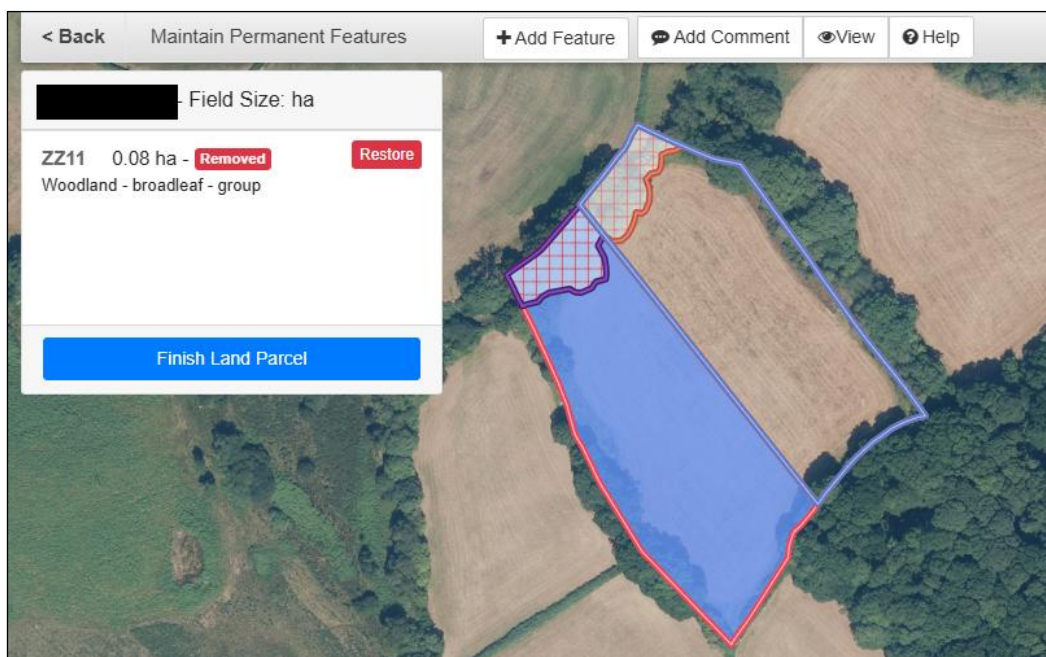 < Back Maintain Permanent Features + Add Feature Add Comment View Help
- Field Size: ha
ZZ11 0.08 ha - Removed Restore
Woodland - broadleaf - group
Finish Land Parcel